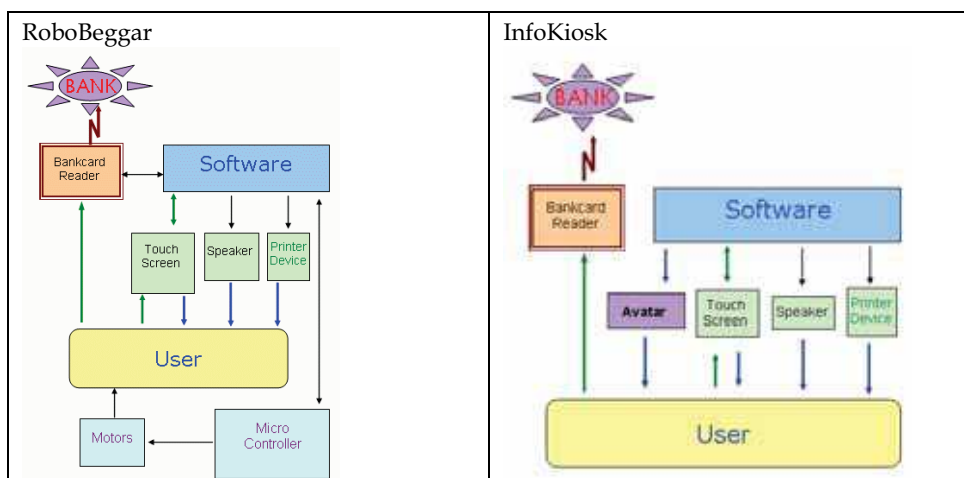 RoboBeggar
BANK
Bankcard
Reader
Software
Touch
Screen
Speaker
Printer
Device
User
Motors
Micro
Controller
InfoKiosk
BANK
Bankcard
Reader
Software
Avatar
Touch
Screen
Speaker
Printer
Device
User